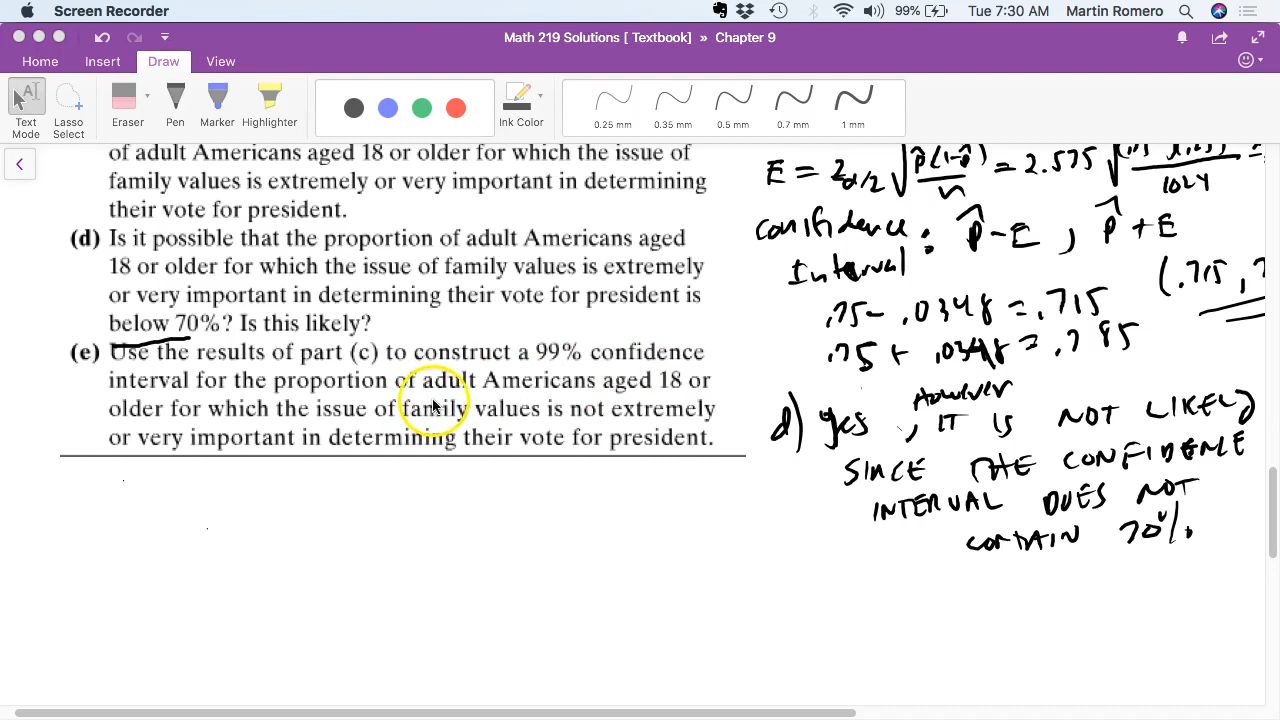 Screen Recorder
99%
Tue 7:30 AM
Martin Romero
Math 219 Solutions [ Textbook] » Chapter 9
Home
Insert
Draw
View
Text Mode
Lasso Select
Eraser
Pen
Marker
Highlighter
Ink Color
0.25 mm
0.35 mm
0.5 mm
0.7 mm
1 mm
of adult Americans aged 18 or older for which the issue of
family values is extremely or very important in determining
their vote for president.
(d) Is it possible that the proportion of adult Americans aged
18 or older for which the issue of family values is extremely
or very important in determining their vote for president is
below 70%? Is this likely?
(e) Use the results of part (c) to construct a 99% confidence
interval for the proportion of adult Americans aged 18 or
older for which the issue of family values is not extremely
or very important in determining their vote for president.
E = Zα/2 √p̂(1-p̂)/n = 2.575 √ /1024 =
confidence Interval : p̂ - E , p̂ + E
(.715, .7
.75 - .0348 = .715
.75 + .0348 = .785
d) yes, however IT IS NOT LIKELY
SINCE THE CONFIDENCE
INTERVAL DOES NOT
CONTAIN 70%